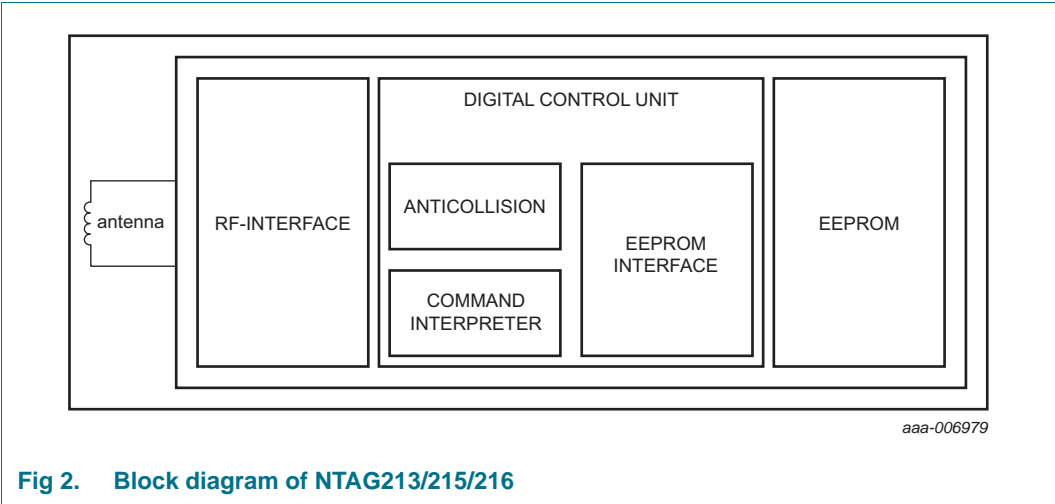 DIGITAL CONTROL UNIT
antenna
RF-INTERFACE
ANTICOLLISION
COMMAND
INTERPRETER
EEPROM
INTERFACE
EEPROM
aaa-006979
Fig 2. Block diagram of NTAG213/215/216